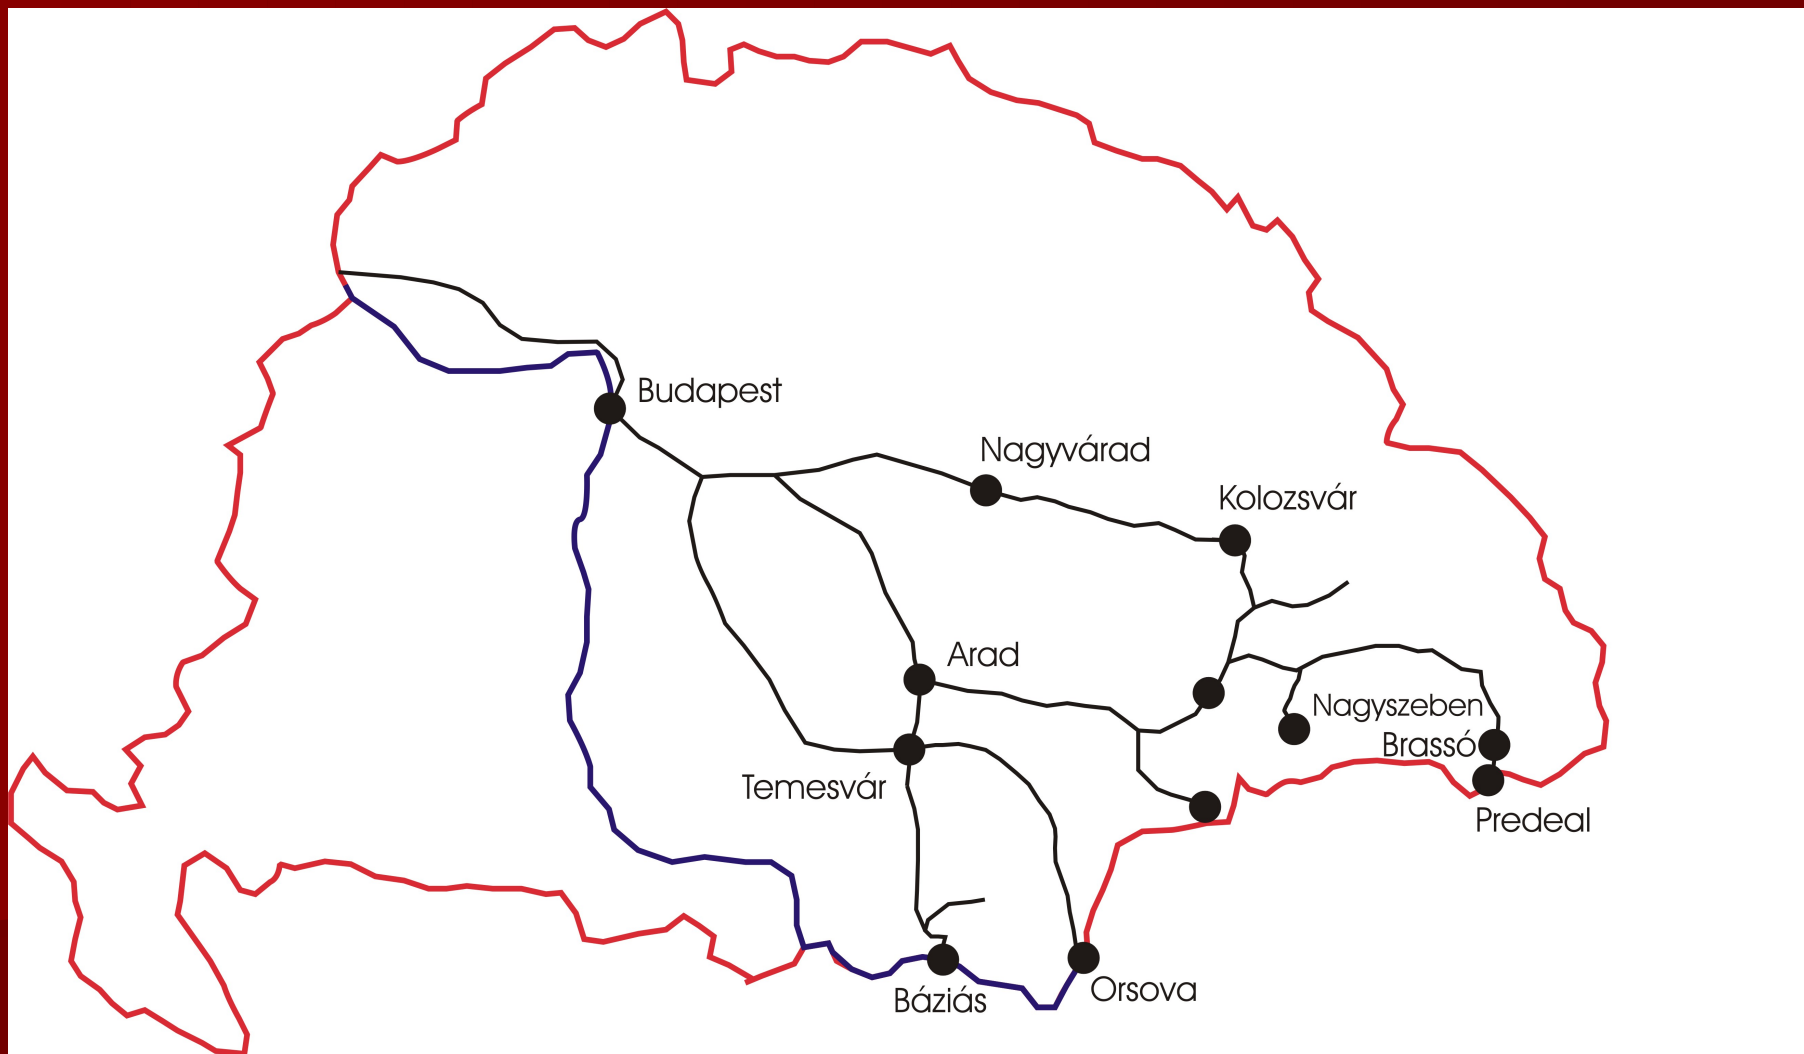 Budapest
Nagyvárad
Kolozsvár
Arad
Nagyszeben
Brassó
Temesvár
Predeal
Orsova
Báziás